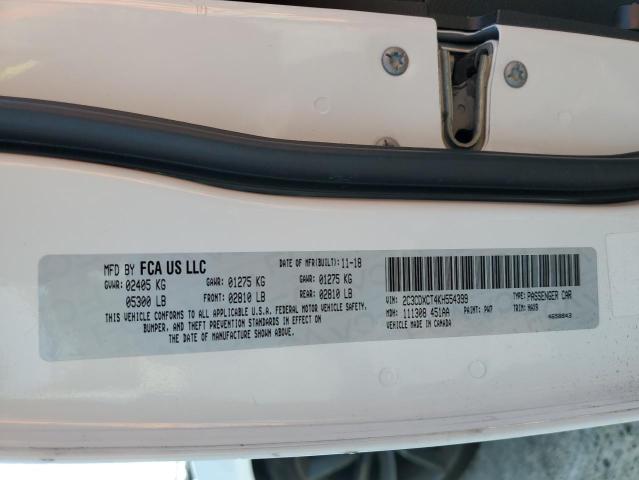 MFD BY FCA US LLC
DATE OF MFR(BUILT): 11-18
GVWR: 02405 KG
GAWR: 01275 KG
GAWR: 01275 KG
05300 LB
FRONT: 02810 LB
REAR: 02810 LB
THIS VEHICLE CONFORMS TO ALL APPLICABLE U.S.A. FEDERAL MOTOR VEHICLE SAFETY,
BUMPER, AND THEFT PREVENTION STANDARDS IN EFFECT ON
THE DATE OF MANUFACTURE SHOWN ABOVE.
VIN: 2C3CDXCT4KH554399
TYPE: PASSENGER CAR
MDH: 111308 451AA
PAINT: PW7
TRIM:
VEHICLE MADE IN CANADA
4658843